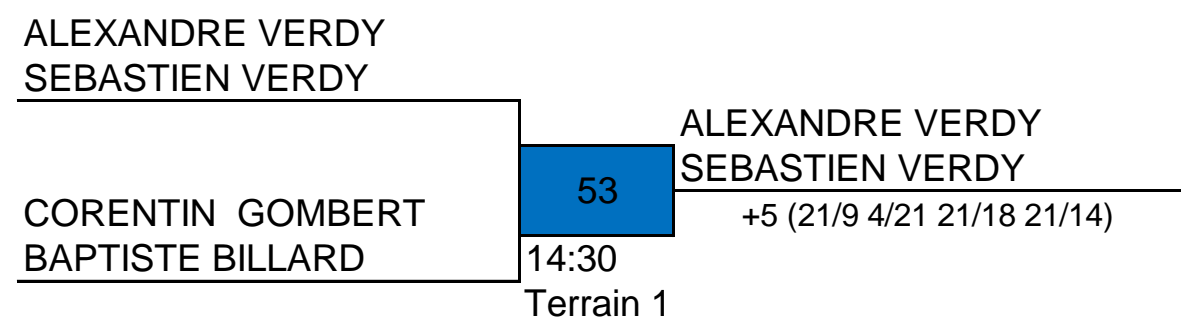 ALEXANDRE VERDY
SEBASTIEN VERDY
ALEXANDRE VERDY
SEBASTIEN VERDY
53
CORENTIN  GOMBERT
+5 (21/9 4/21 21/18 21/14)
BAPTISTE BILLARD
14:30
Terrain 1